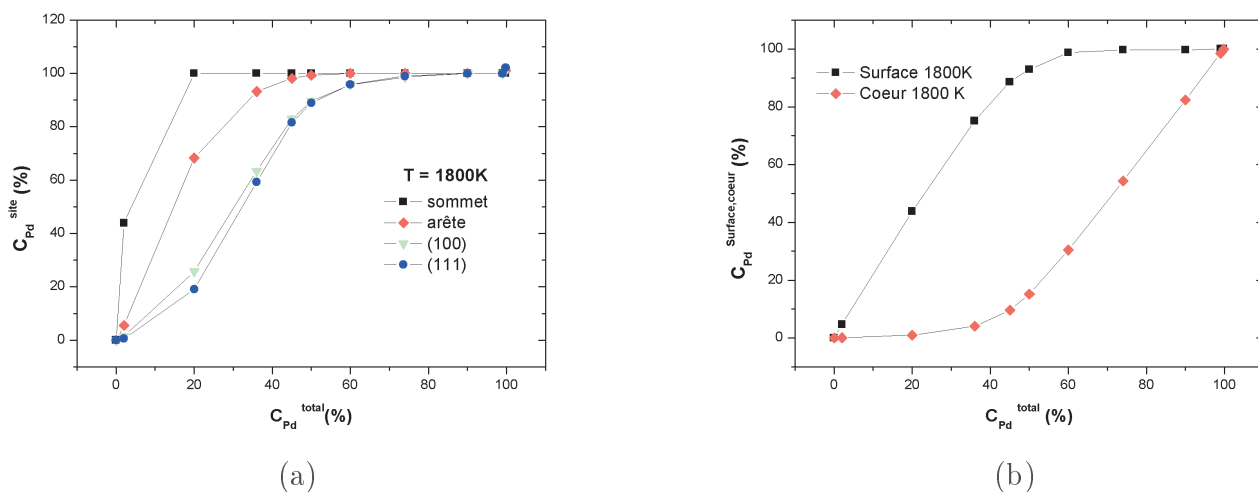 120
100
80
60
40
20
0
C_Pd^site (%)
0 20 40 60 80 100
C_Pd^total (%)
T = 1800K
sommet
arête
(100)
(111)
(a)
100
80
60
40
20
0
C_Pd^Surface,coeur (%)
0 20 40 60 80 100
C_Pd^total (%)
Surface 1800K
Coeur 1800 K
(b)